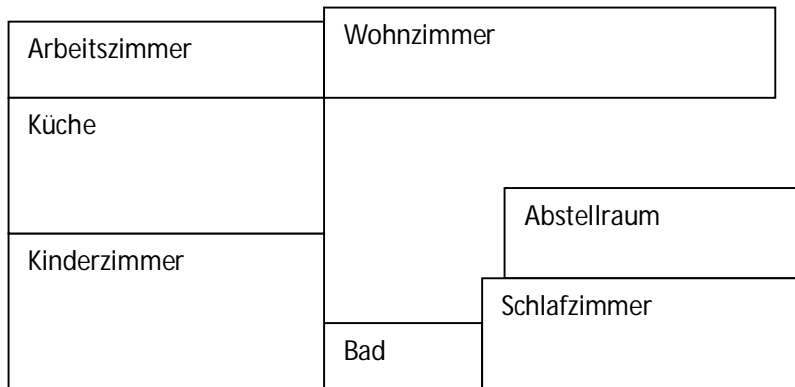 Arbeitszimmer
Wohnzimmer
Küche
Abstellraum
Kinderzimmer
Schlafzimmer
Bad